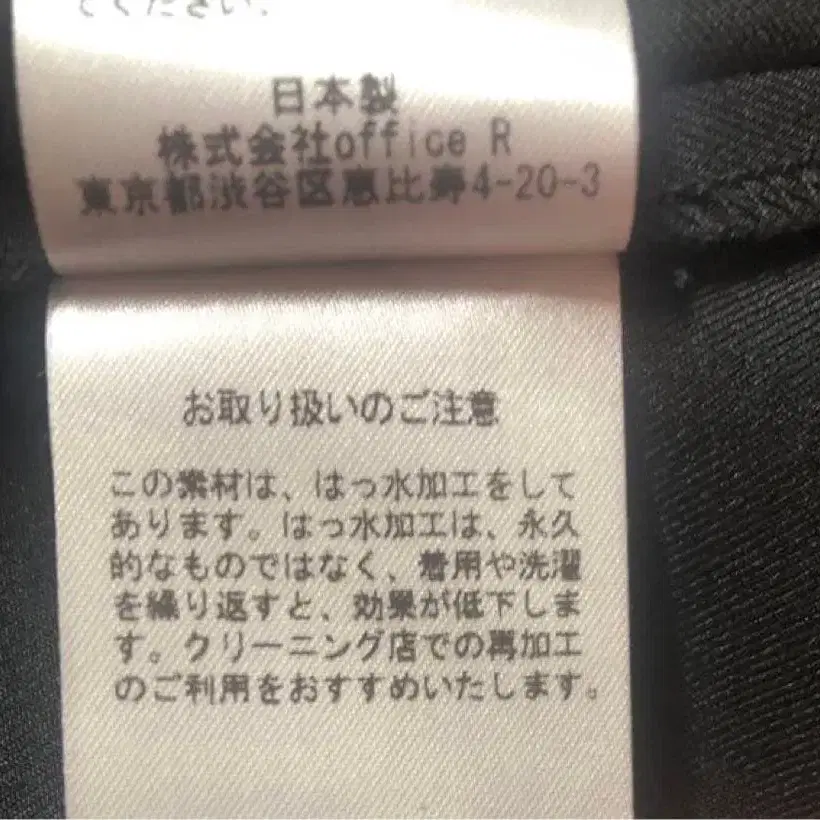 てください.
日本製
株式会社office R
東京都渋谷区恵比寿4-20-3
お取り扱いのご注意
この素材は、はっ水加工をして
あります。はっ水加工は、永久
的なものではなく、着用や洗濯
を繰り返すと、効果が低下しま
す。クリーニング店での再加工
のご利用をおすすめいたします。